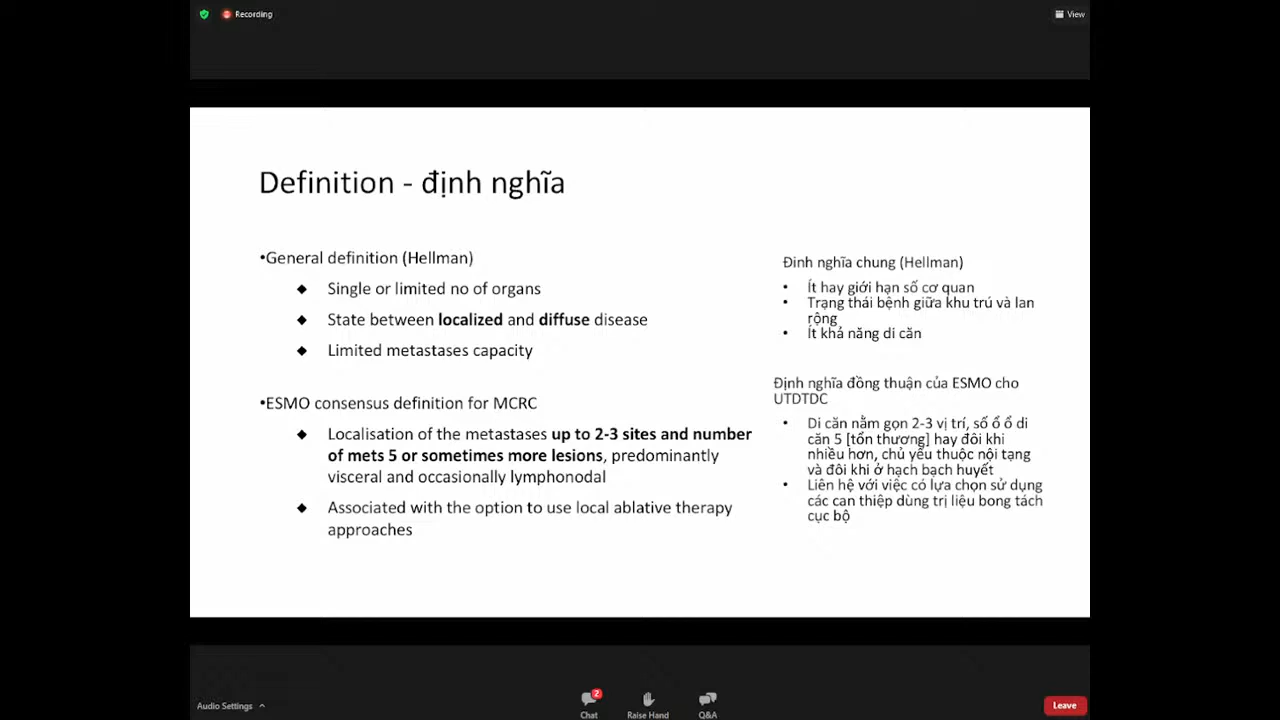 Recording
View
Definition - định nghĩa
•General definition (Hellman)
◆ Single or limited no of organs
◆ State between localized and diffuse disease
◆ Limited metastases capacity
•ESMO consensus definition for MCRC
◆ Localisation of the metastases up to 2-3 sites and number
of mets 5 or sometimes more lesions, predominantly
visceral and occasionally lymphonodal
◆ Associated with the option to use local ablative therapy
approaches
Đinh nghĩa chung (Hellman)
• Ít hay giới hạn số cơ quan
• Trạng thái bệnh giữa khu trú và lan
rộng
• Ít khả năng di căn
Định nghĩa đồng thuận của ESMO cho
UTDTDC
• Di căn nằm gọn 2-3 vị trí, số ổ ổ di
căn 5 [tổn thương] hay đôi khi
nhiều hơn, chủ yếu thuộc nội tạng
và đôi khi ở hạch bạch huyết
• Liên hệ với việc có lựa chọn sử dụng
các can thiệp dùng trị liệu bong tách
cục bộ
Audio Settings
2
Chat
Raise Hand
Q&A
Leave